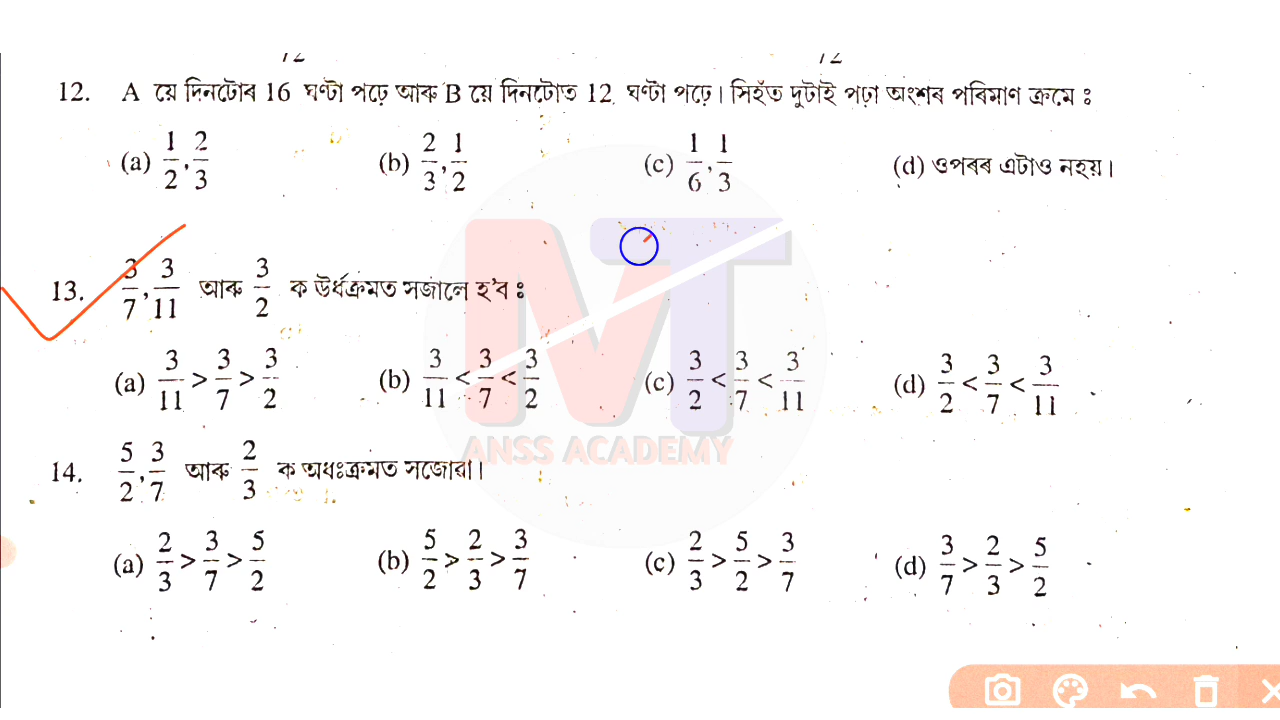 12. A য়ে দিনটোৰ 16 ঘণ্টা পঢ়ে আৰু B য়ে দিনটোত 12 ঘণ্টা পঢ়ে। সিহঁত দুটাই পঢ়া অংশৰ পৰিমাণ ক্ৰমে ঃ
(a) 1/2, 2/3 (b) 2/3, 1/2 (c) 1/6, 1/3 (d) ওপৰৰ এটাও নহয়।
13. 3/7, 3/11 আৰু 3/2 ক ঊৰ্ধক্ৰমত সজালে হ'ব ঃ
(a) 3/11 > 3/7 > 3/2 (b) 3/11 < 3/7 < 3/2 (c) 3/2 < 3/7 < 3/11 (d) 3/2 < 3/7 < 3/11
ANSS ACADEMY
14. 5/2, 3/7 আৰু 2/3 ক অধঃক্ৰমত সজোৱা।
(a) 2/3 > 3/7 > 5/2 (b) 5/2 > 2/3 > 3/7 (c) 2/3 > 5/2 > 3/7 (d) 3/7 > 2/3 > 5/2